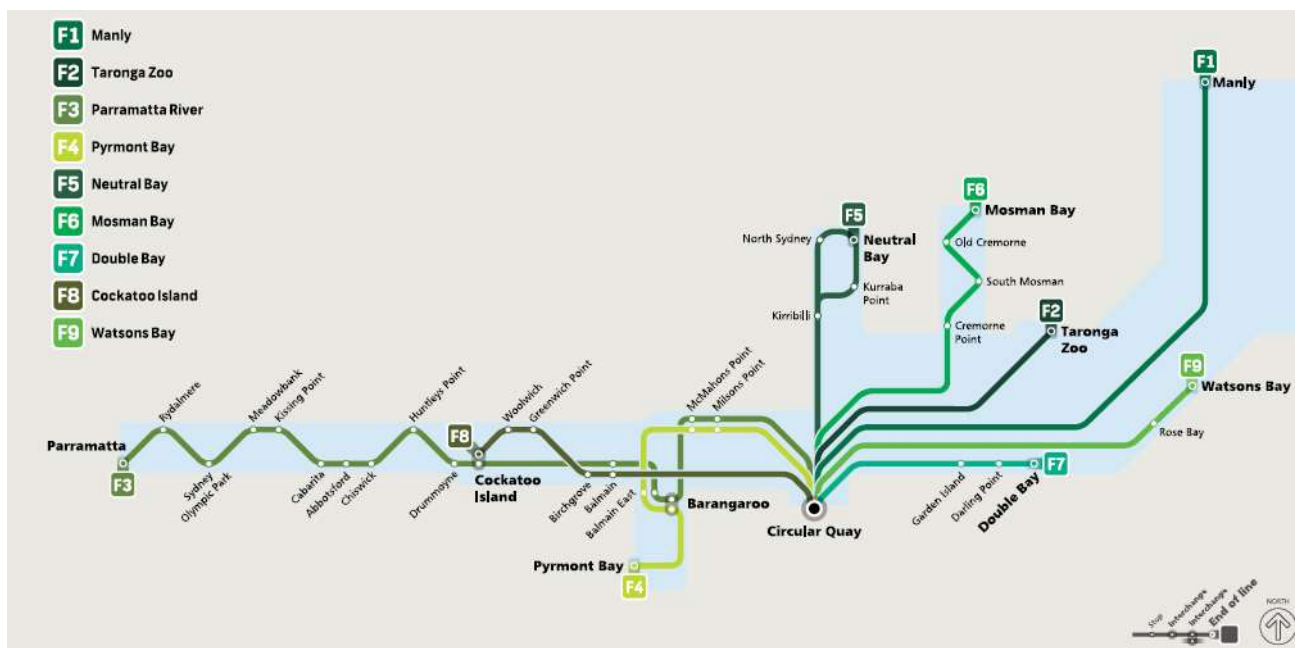 F1 Manly
F2 Taronga Zoo
F3 Parramatta River
F4 Pyrmont Bay
F5 Neutral Bay
F6 Mosman Bay
F7 Double Bay
F8 Cockatoo Island
F9 Watsons Bay
F1
Manly
F6
Mosman Bay
F5
North Sydney
Neutral
Bay
Old Cremorne
South Mosman
Kurraba
Point
Kirribilli
Cremorne
Point
F2
Taronga
Zoo
F9
Watsons Bay
Rose Bay
McMahons Point
Milsons Point
Woolwich
Greenwich Point
Huntleys Point
Meadowbank
Kissing Point
Rydalmere
Parramatta
F3
F8
Sydney
Olympic Park
Cabarita
Abbotsford
Chiswick
Drummoyne
Cockatoo
Island
Birchgrove
Balmain
Balmain East
Barangaroo
Circular Quay
Garden Island
Darling Point
Double Bay
F7
Pyrmont Bay
F4
Stop
Interchange
Interchange
End of line
NORTH